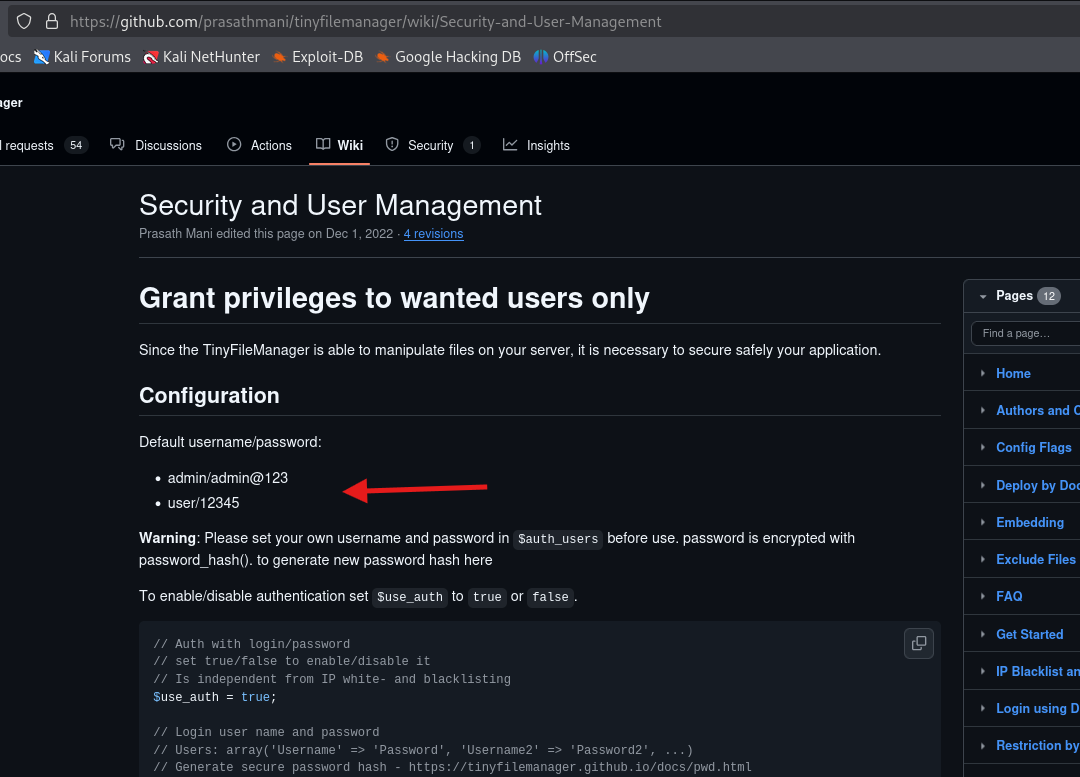 https://github.com/prasathmani/tinyfilemanager/wiki/Security-and-User-Management
ocs Kali Forums Kali NetHunter Exploit-DB Google Hacking DB OffSec
ager
l requests 54 Discussions Actions Wiki Security 1 Insights
Security and User Management
Prasath Mani edited this page on Dec 1, 2022 · 4 revisions
Grant privileges to wanted users only
Since the TinyFileManager is able to manipulate files on your server, it is necessary to secure safely your application.
Configuration
Default username/password:
• admin/admin@123
• user/12345
Warning: Please set your own username and password in $auth_users before use. password is encrypted with
password_hash(). to generate new password hash here
To enable/disable authentication set $use_auth to true or false.
// Auth with login/password
// set true/false to enable/disable it
// Is independent from IP white- and blacklisting
$use_auth = true;
// Login user name and password
// Users: array('Username' => 'Password', 'Username2' => 'Password2', ...)
// Generate secure password hash - https://tinyfilemanager.github.io/docs/pwd.html
Pages 12
Find a page…
Home
Authors and C
Config Flags
Deploy by Doc
Embedding
Exclude Files
FAQ
Get Started
IP Blacklist an
Login using D
Restriction by